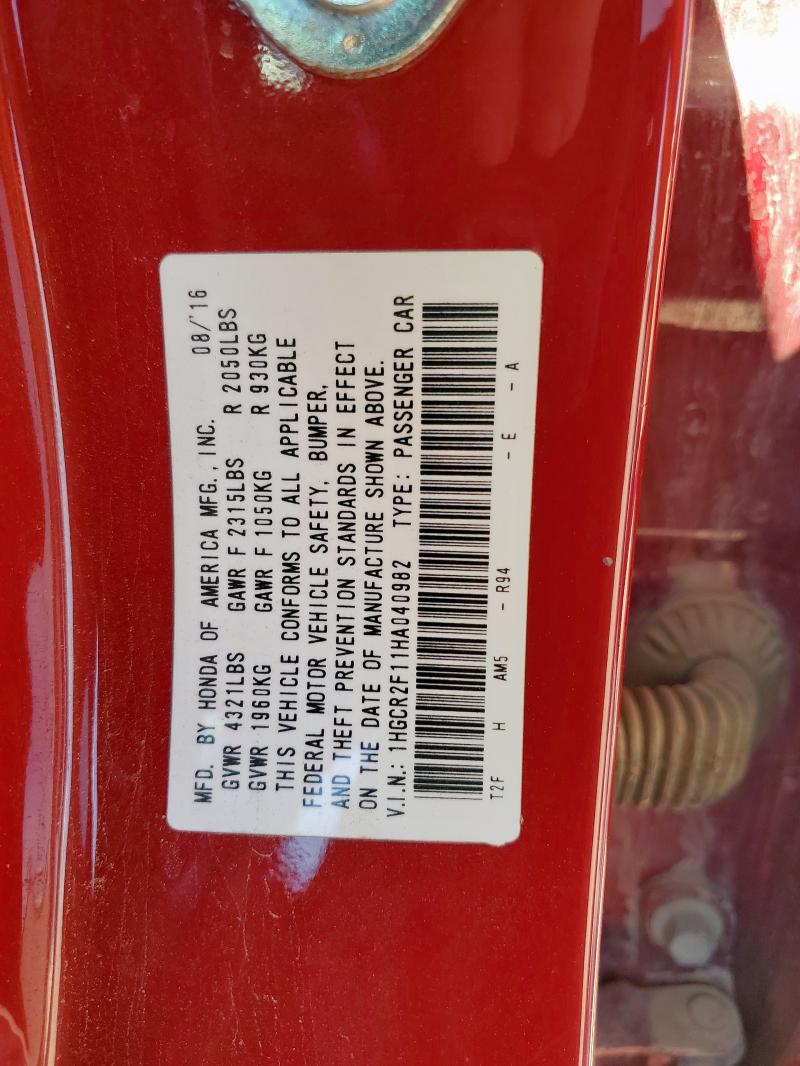 MFD. BY HONDA OF AMERICA MFG., INC. 08/'16
GVWR 4321LBS GAWR F 2315LBS R 2050LBS
GVWR 1960KG GAWR F 1050KG R 930KG
THIS VEHICLE CONFORMS TO ALL APPLICABLE
FEDERAL MOTOR VEHICLE SAFETY, BUMPER,
AND THEFT PREVENTION STANDARDS IN EFFECT
ON THE DATE OF MANUFACTURE SHOWN ABOVE.
V.I.N.: 1HGCR2F11HA040982 TYPE: PASSENGER CAR
T2F H AM5 - R94 - E - A